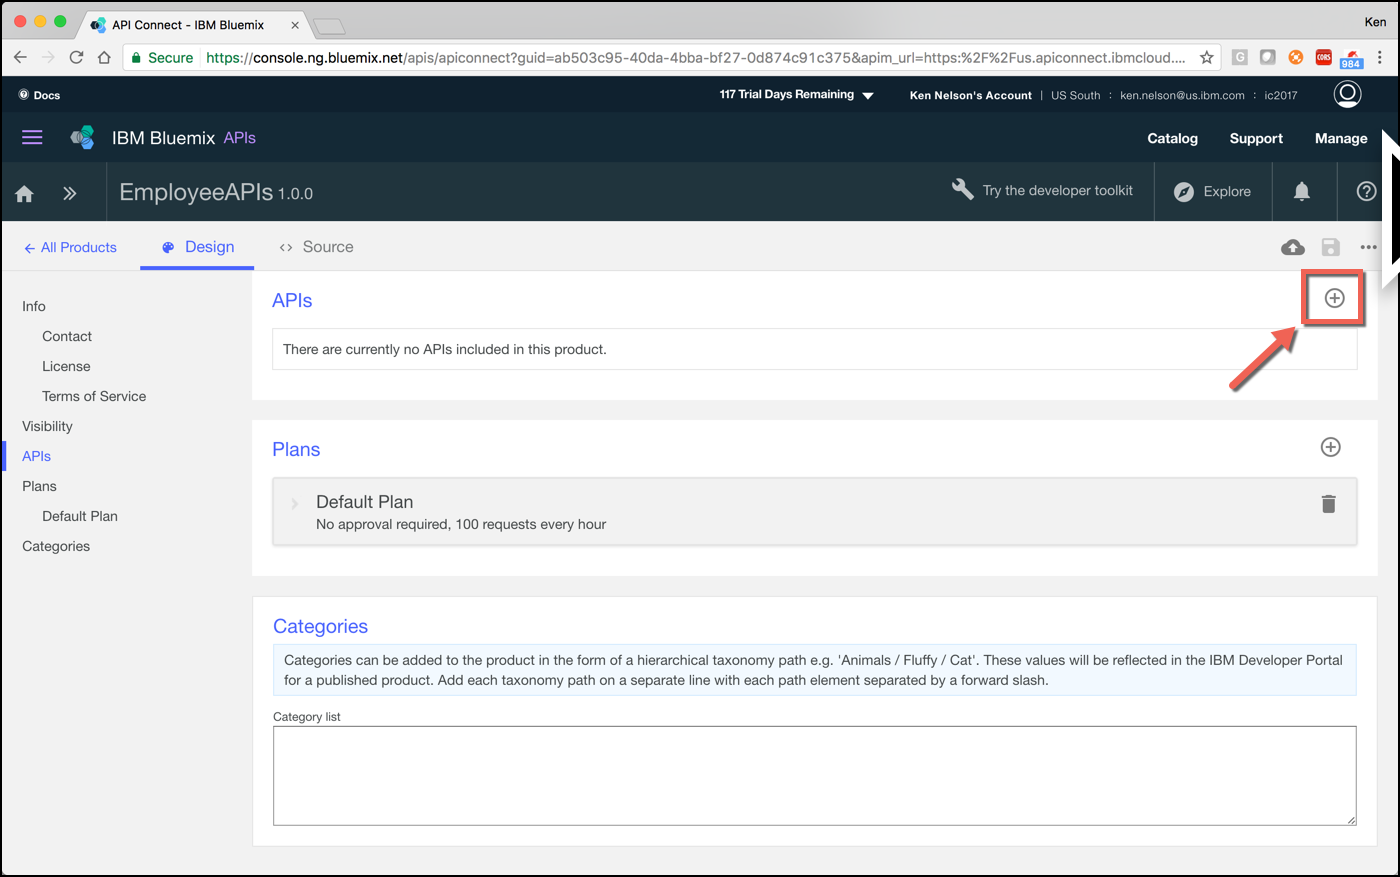 API Connect - IBM Bluemix
Ken
Secure https://console.ng.bluemix.net/apis/apiconnect?guid=ab503c95-40da-4bba-bf27-0d874c91c375&apim_url=https:%2F%2Fus.apiconnect.ibmcloud....
G
CORS
984
Docs
117 Trial Days Remaining
Ken Nelson's Account | US South : ken.nelson@us.ibm.com : ic2017
IBM Bluemix APIs
Catalog Support Manage
EmployeeAPIs 1.0.0
Try the developer toolkit
Explore
All Products
Design
Source
Info
Contact
License
Terms of Service
Visibility
APIs
Plans
Default Plan
Categories
APIs
There are currently no APIs included in this product.
Plans
Default Plan
No approval required, 100 requests every hour
Categories
Categories can be added to the product in the form of a hierarchical taxonomy path e.g. 'Animals / Fluffy / Cat'. These values will be reflected in the IBM Developer Portal
for a published product. Add each taxonomy path on a separate line with each path element separated by a forward slash.
Category list